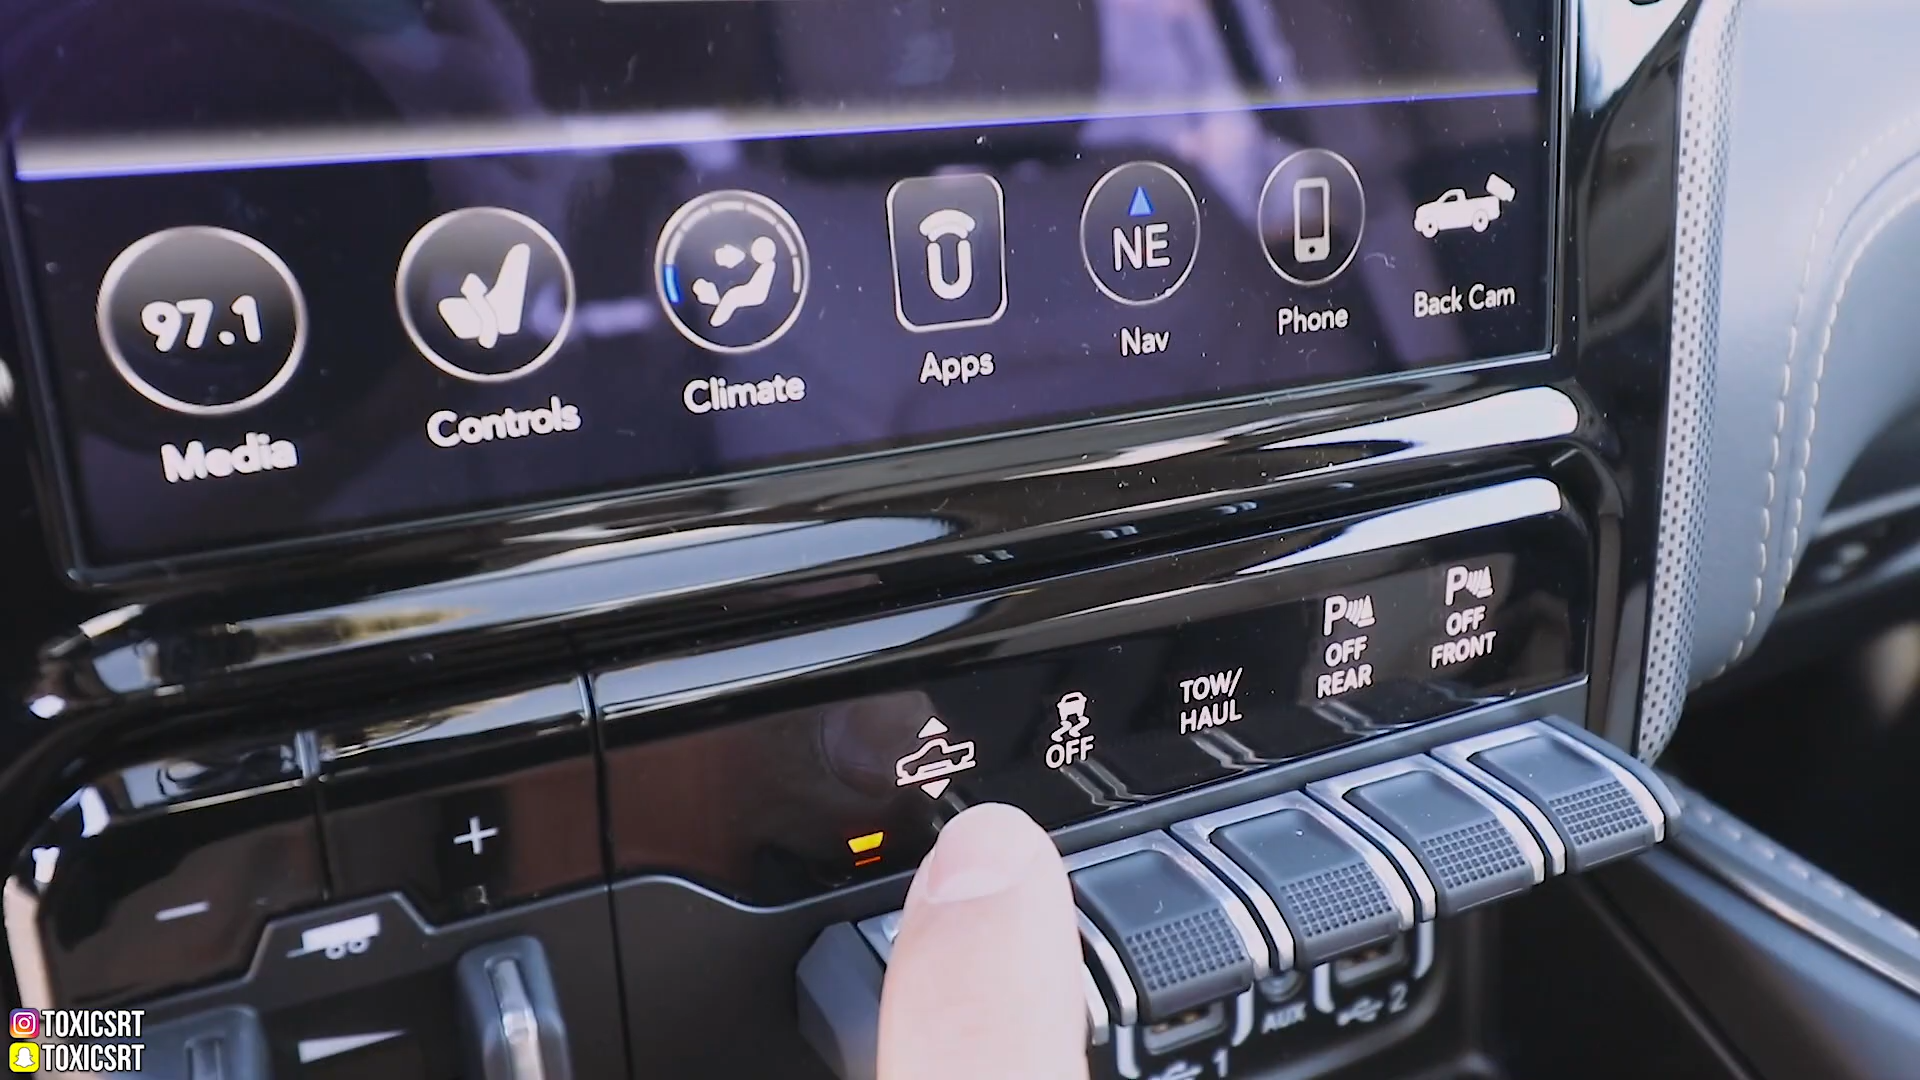 97.1
Media
Controls
Climate
U
Apps
NE
Nav
Phone
Back Cam
OFF
TOW/
HAUL
P
OFF
REAR
P
OFF
FRONT
+
-
1
AUX
2
TOXICSRT
TOXICSRT